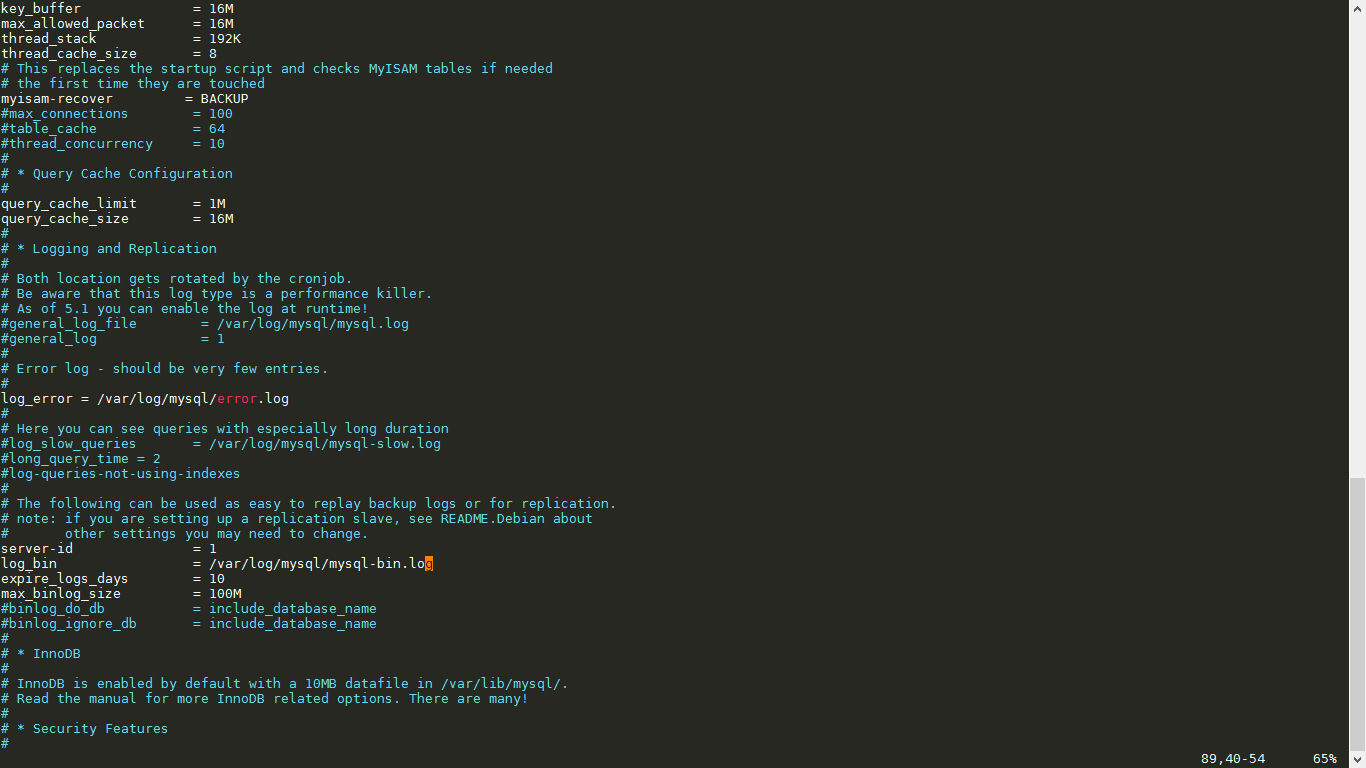 key_buffer              = 16M
max_allowed_packet      = 16M
thread_stack            = 192K
thread_cache_size       = 8
# This replaces the startup script and checks MyISAM tables if needed
# the first time they are touched
myisam-recover         = BACKUP
#max_connections        = 100
#table_cache            = 64
#thread_concurrency     = 10
#
# * Query Cache Configuration
#
query_cache_limit       = 1M
query_cache_size        = 16M
#
# * Logging and Replication
#
# Both location gets rotated by the cronjob.
# Be aware that this log type is a performance killer.
# As of 5.1 you can enable the log at runtime!
#general_log_file        = /var/log/mysql/mysql.log
#general_log             = 1
#
# Error log - should be very few entries.
#
log_error = /var/log/mysql/error.log
#
# Here you can see queries with especially long duration
#log_slow_queries       = /var/log/mysql/mysql-slow.log
#long_query_time = 2
#log-queries-not-using-indexes
#
# The following can be used as easy to replay backup logs or for replication.
# note: if you are setting up a replication slave, see README.Debian about
#       other settings you may need to change.
server-id               = 1
log_bin                 = /var/log/mysql/mysql-bin.log
expire_logs_days        = 10
max_binlog_size         = 100M
#binlog_do_db           = include_database_name
#binlog_ignore_db       = include_database_name
#
# * InnoDB
#
# InnoDB is enabled by default with a 10MB datafile in /var/lib/mysql/.
# Read the manual for more InnoDB related options. There are many!
#
# * Security Features
#
89,40-54      65%